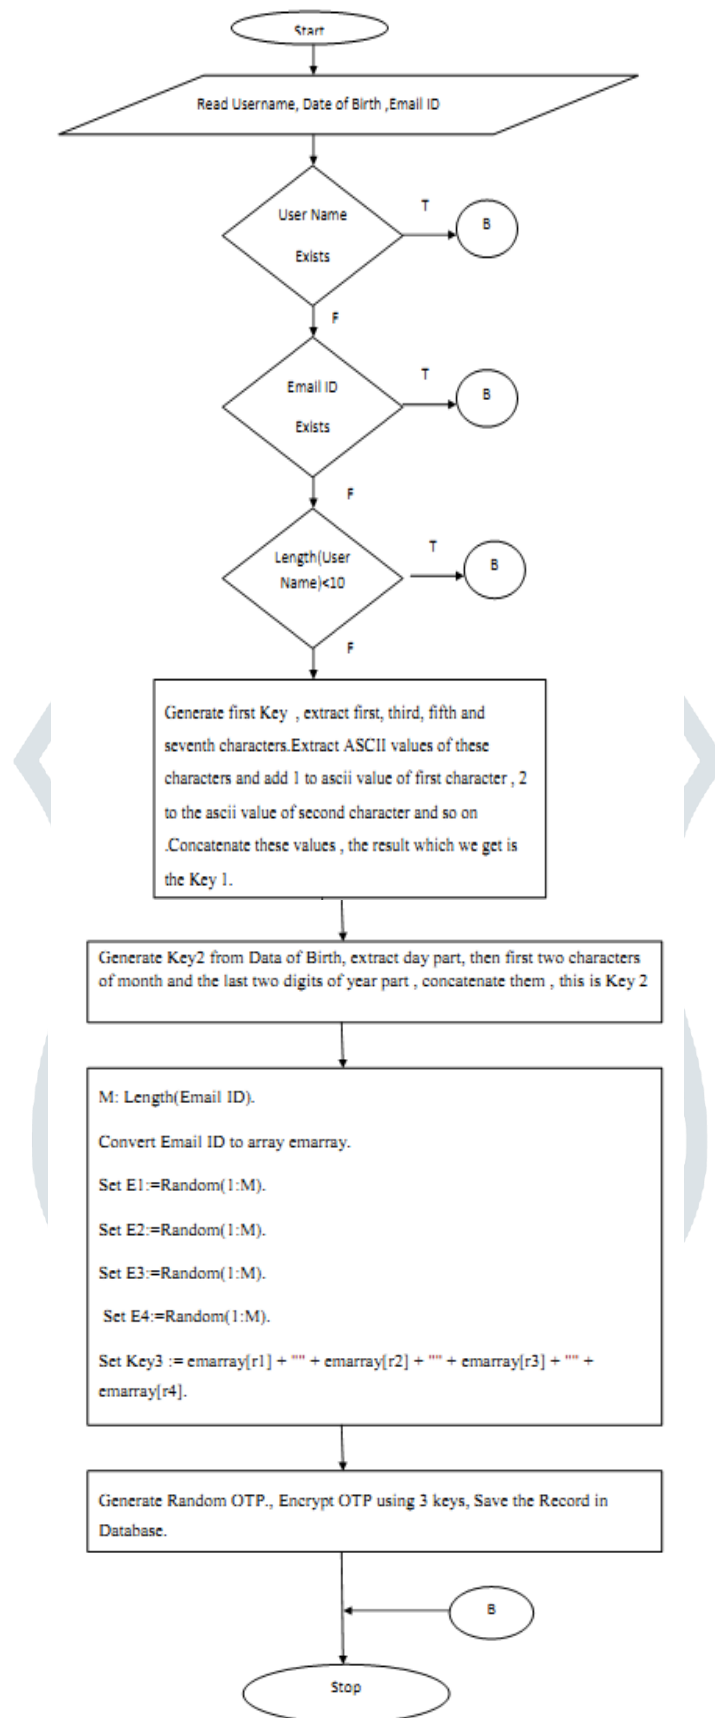 Start
Read Username, Date of Birth ,Email ID
User Name
Exists
T
B
F
Email ID
Exists
T
B
F
Length(User
Name)<10
T
B
F
Generate first Key , extract first, third, fifth and
seventh characters.Extract ASCII values of these
characters and add 1 to ascii value of first character , 2
to the ascii value of second character and so on
.Concatenate these values , the result which we get is
the Key 1.
Generate Key2 from Data of Birth, extract day part, then first two characters
of month and the last two digits of year part , concatenate them , this is Key 2
M: Length(Email ID).
Convert Email ID to array emarray.
Set E1:=Random(1:M).
Set E2:=Random(1:M).
Set E3:=Random(1:M).
Set E4:=Random(1:M).
Set Key3 := emarray[r1] + "" + emarray[r2] + "" + emarray[r3] + "" +
emarray[r4].
Generate Random OTP., Encrypt OTP using 3 keys, Save the Record in
Database.
B
Stop